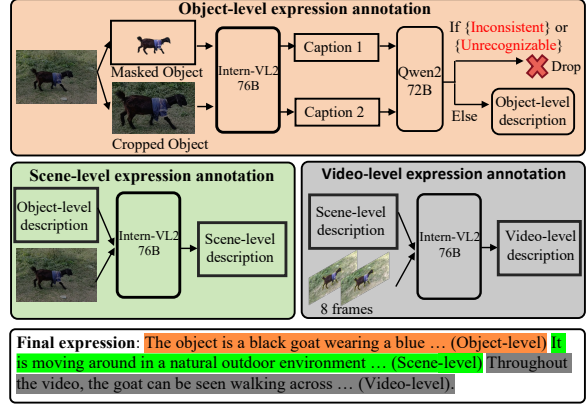 Object-level expression annotation
Masked Object
Cropped Object
Intern-VL2
76B
Caption 1
Caption 2
Qwen2
72B
If {Inconsistent} or
{Unrecognizable}
Drop
Else
Object-level
description
Scene-level expression annotation
Object-level
description
Intern-VL2
76B
Scene-level
description
Video-level expression annotation
Scene-level
description
8 frames
Intern-VL2
76B
Video-level
description
Final expression: The object is a black goat wearing a blue … (Object-level) It
is moving around in a natural outdoor environment … (Scene-level) Throughout
the video, the goat can be seen walking across … (Video-level).